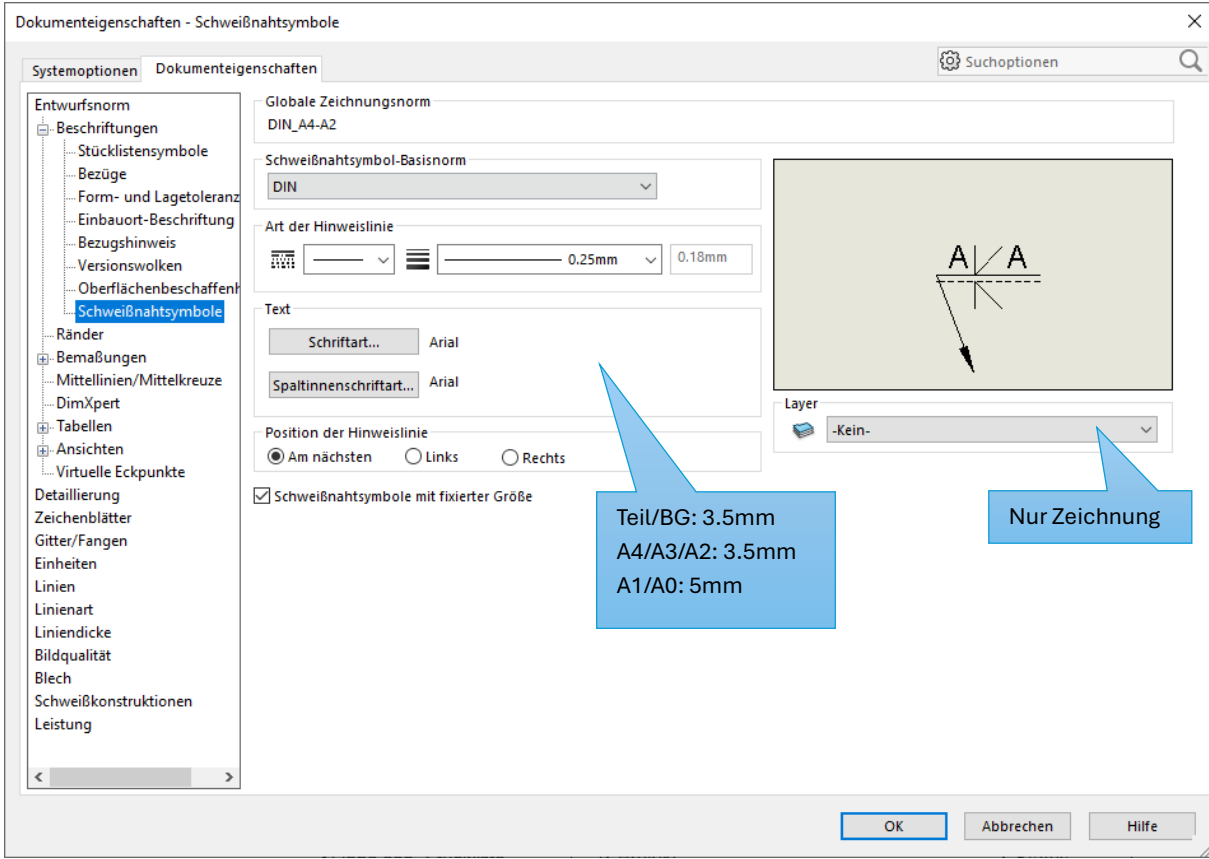 Dokumenteigenschaften - Schweißnahtsymbole
Systemoptionen
Dokumenteigenschaften
Suchoptionen
Entwurfsnorm
Beschriftungen
Stücklistensymbole
Bezüge
Form- und Lagetoleranz
Einbauort-Beschriftung
Bezugshinweis
Versionswolken
Oberflächenbeschaffenh
Schweißnahtsymbole
Ränder
Bemaßungen
Mittellinien/Mittelkreuze
DimXpert
Tabellen
Ansichten
Virtuelle Eckpunkte
Detaillierung
Zeichenblätter
Gitter/Fangen
Einheiten
Linien
Linienart
Liniendicke
Bildqualität
Blech
Schweißkonstruktionen
Leistung
Globale Zeichnungsnorm
DIN_A4-A2
Schweißnahtsymbol-Basisnorm
DIN
Art der Hinweislinie
0.25mm
0.18mm
Text
Schriftart... Arial
Spaltinnenschriftart... Arial
Position der Hinweislinie
Am nächsten Links Rechts
Schweißnahtsymbole mit fixierter Größe
A A
Layer
-Kein-
Teil/BG: 3.5mm
A4/A3/A2: 3.5mm
A1/A0: 5mm
Nur Zeichnung
OK Abbrechen Hilfe